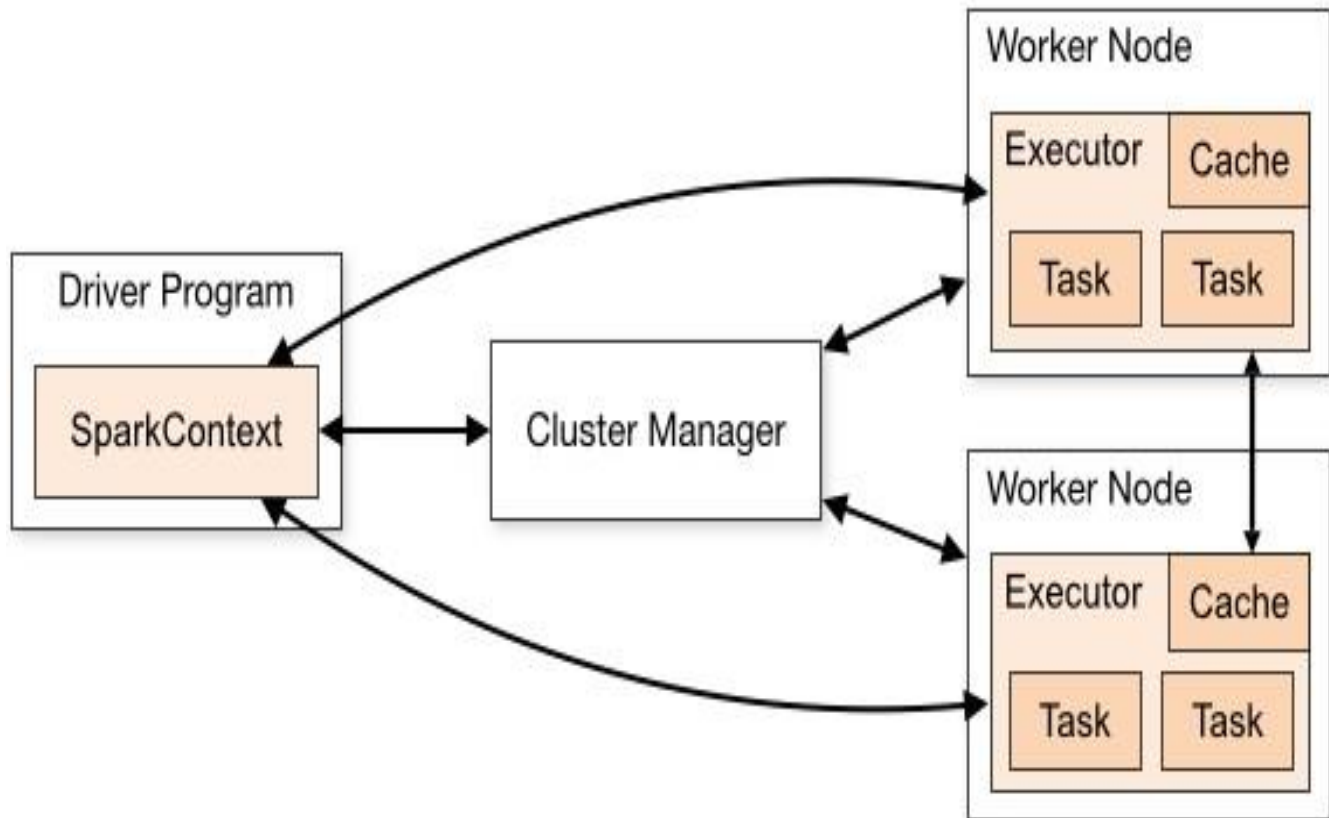 Driver Program
SparkContext
Cluster Manager
Worker Node
Executor
Cache
Task
Task
Worker Node
Executor
Cache
Task
Task